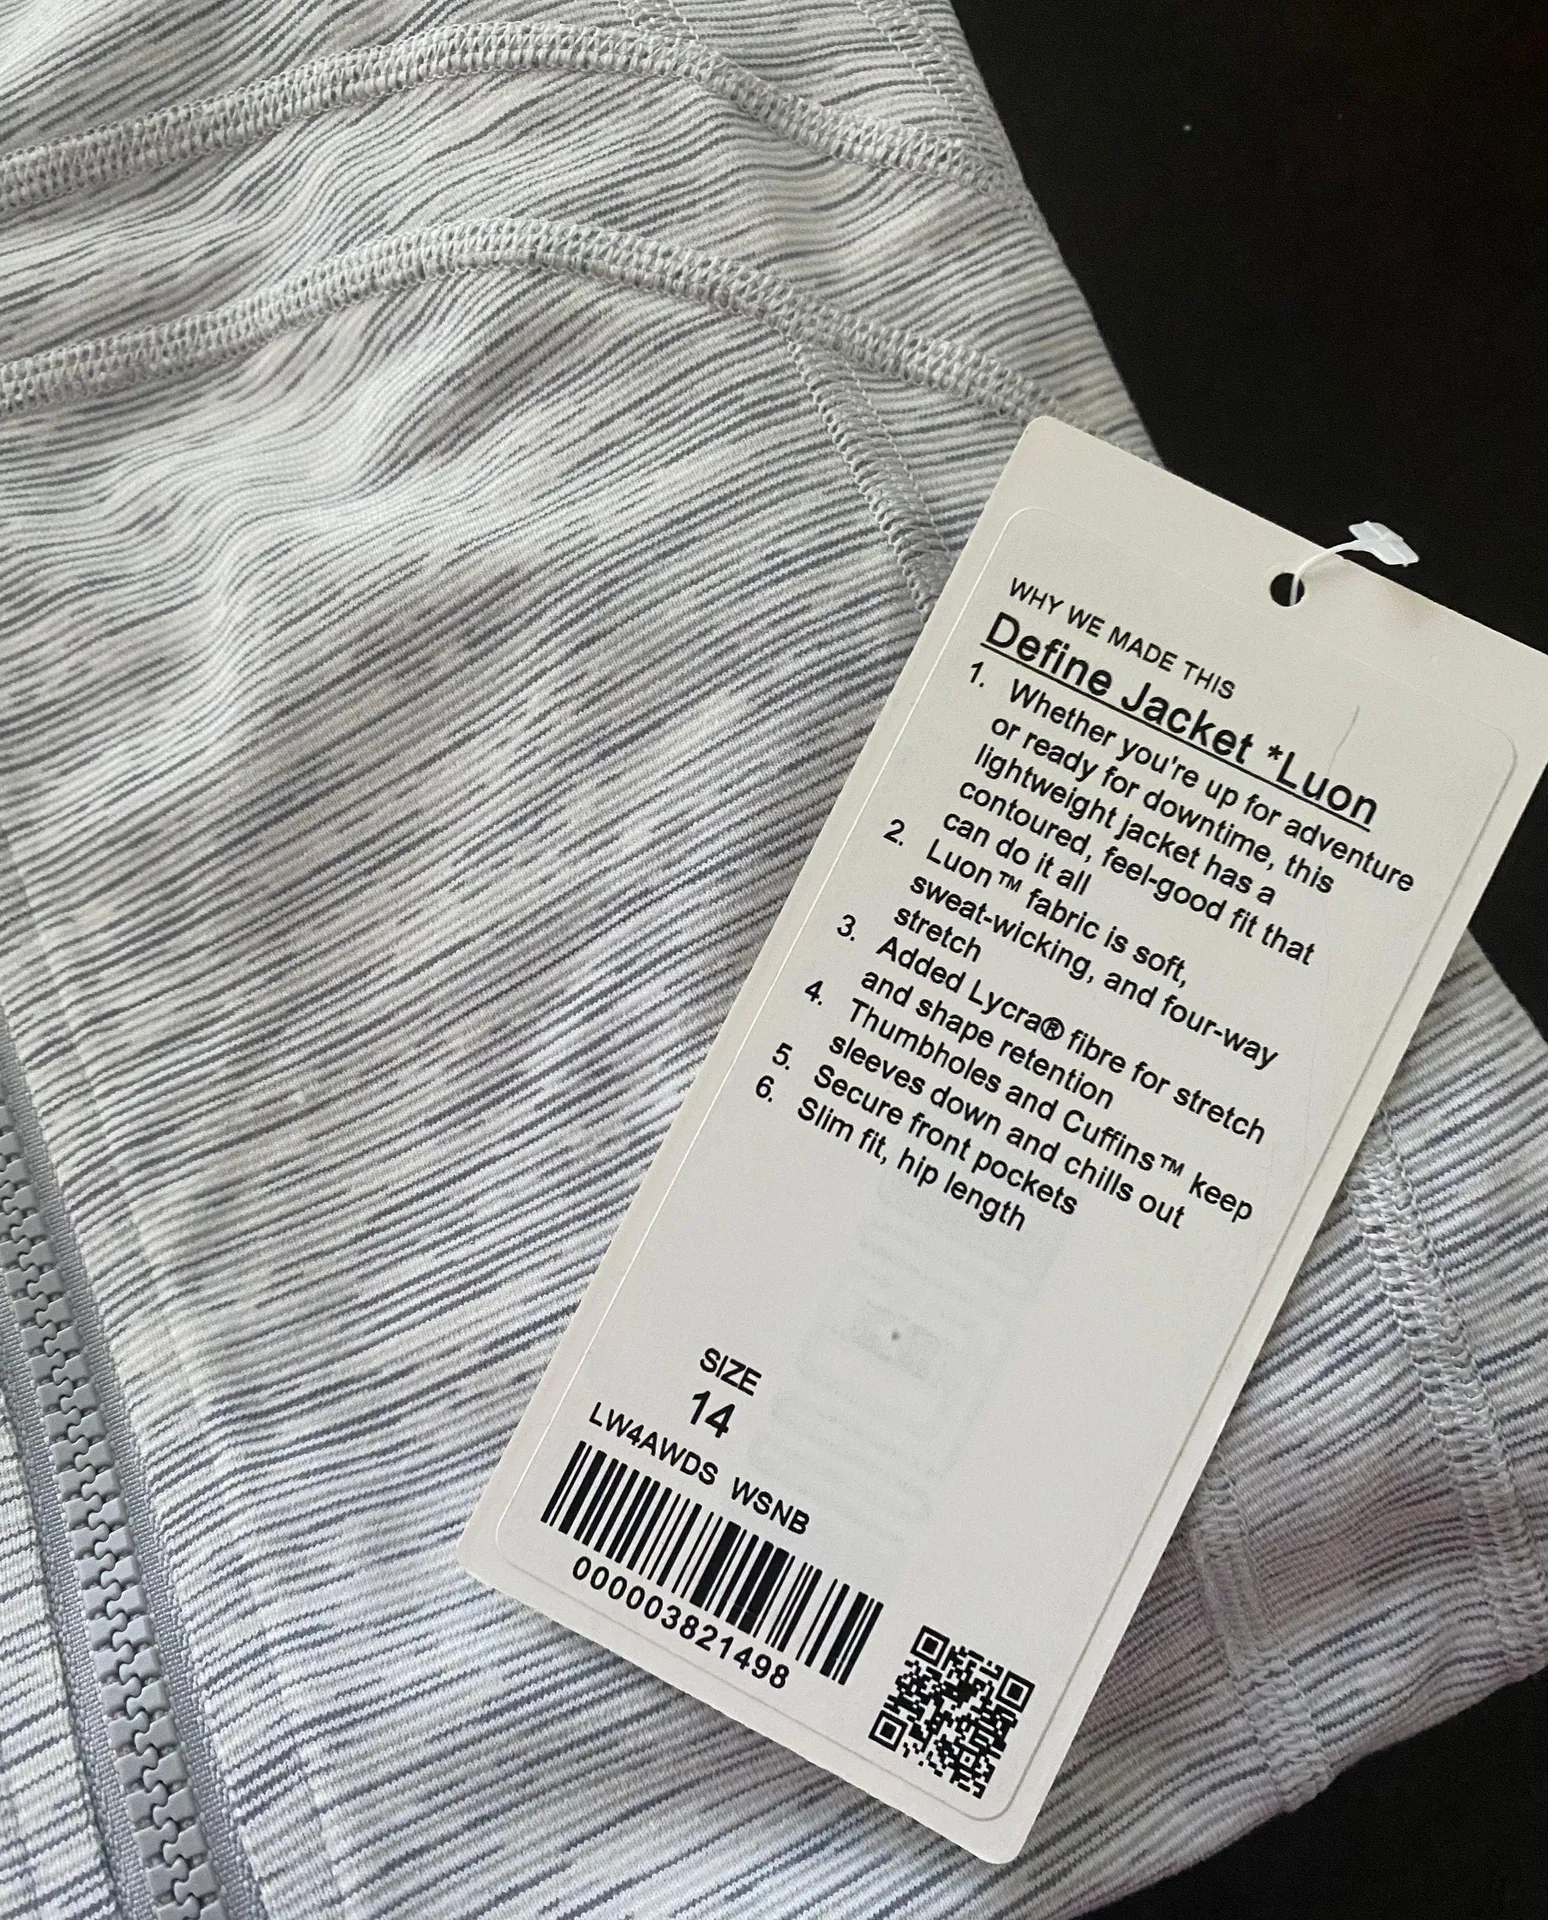 WHY WE MADE THIS
Define Jacket *Luon
1. Whether you're up for adventure
or ready for downtime, this
lightweight jacket has a
contoured, feel-good fit that
can do it all
2. Luon™ fabric is soft,
sweat-wicking, and four-way
stretch
3. Added Lycra® fibre for stretch
and shape retention
4. Thumbholes and Cuffins™ keep
sleeves down and chills out
5. Secure front pockets
6. Slim fit, hip length
SIZE
14
LW4AWDS WSNB
000003821498